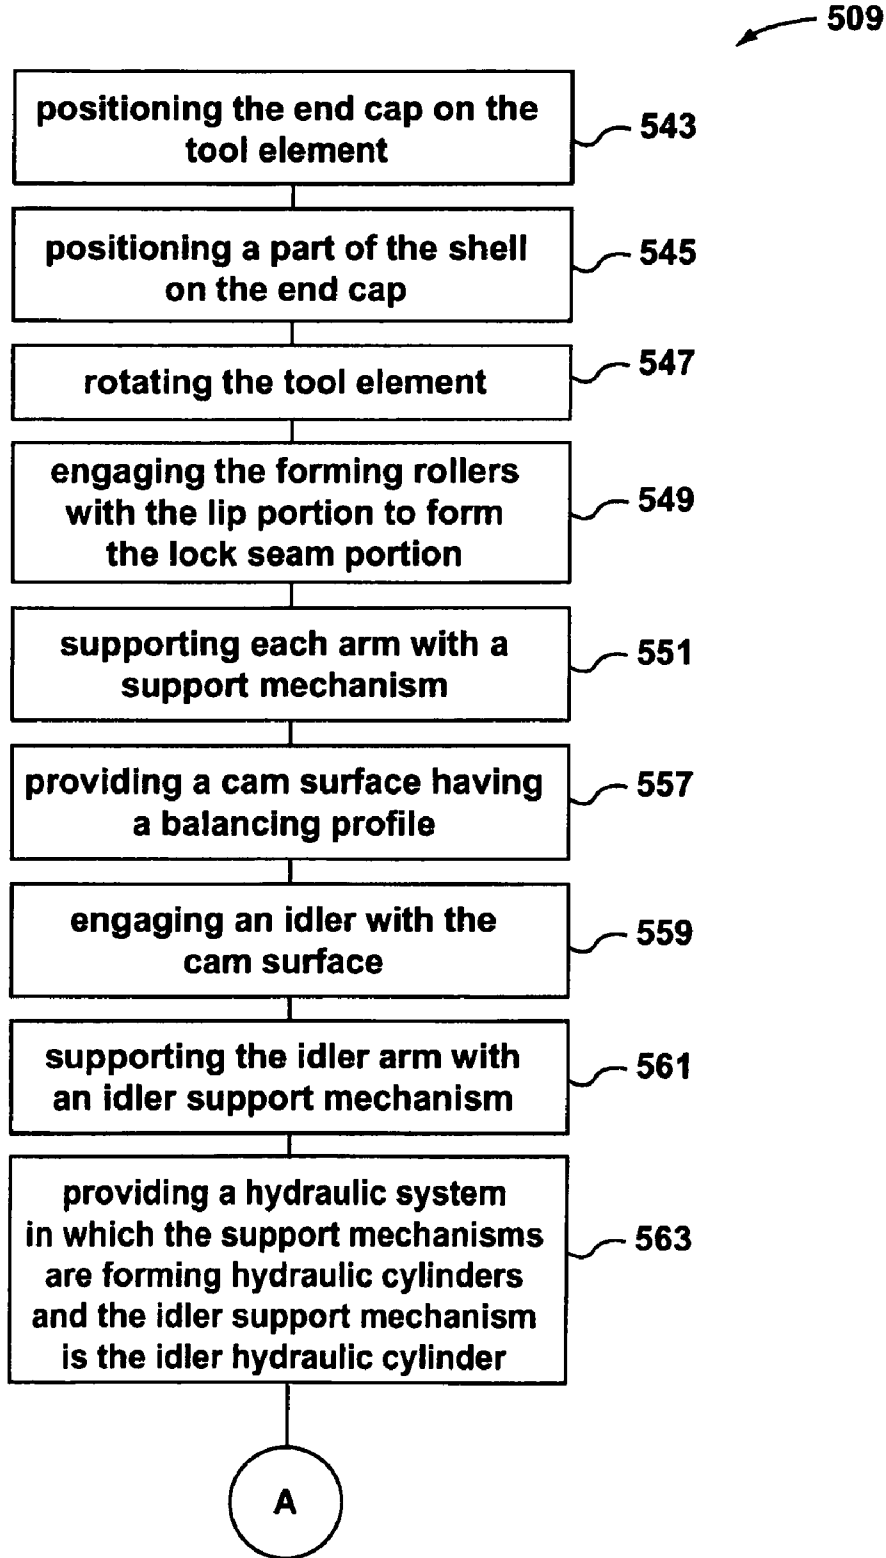 509
positioning the end cap on the
tool element
543
positioning a part of the shell
on the end cap
545
rotating the tool element
547
engaging the forming rollers
with the lip portion to form
the lock seam portion
549
supporting each arm with a
support mechanism
551
providing a cam surface having
a balancing profile
557
engaging an idler with the
cam surface
559
supporting the idler arm with
an idler support mechanism
561
providing a hydraulic system
in which the support mechanisms
are forming hydraulic cylinders
and the idler support mechanism
is the idler hydraulic cylinder
563
A